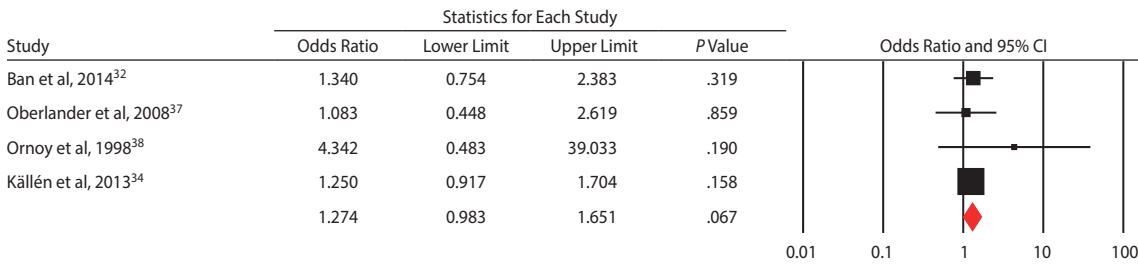 Statistics for Each Study
Study Odds Ratio Lower Limit Upper Limit P Value Odds Ratio and 95% CI
Ban et al, 2014³² 1.340 0.754 2.383 .319
Oberlander et al, 2008³⁷ 1.083 0.448 2.619 .859
Ornoy et al, 1998³⁸ 4.342 0.483 39.033 .190
Källén et al, 2013³⁴ 1.250 0.917 1.704 .158
1.274 0.983 1.651 .067
0.01 0.1 1 10 100